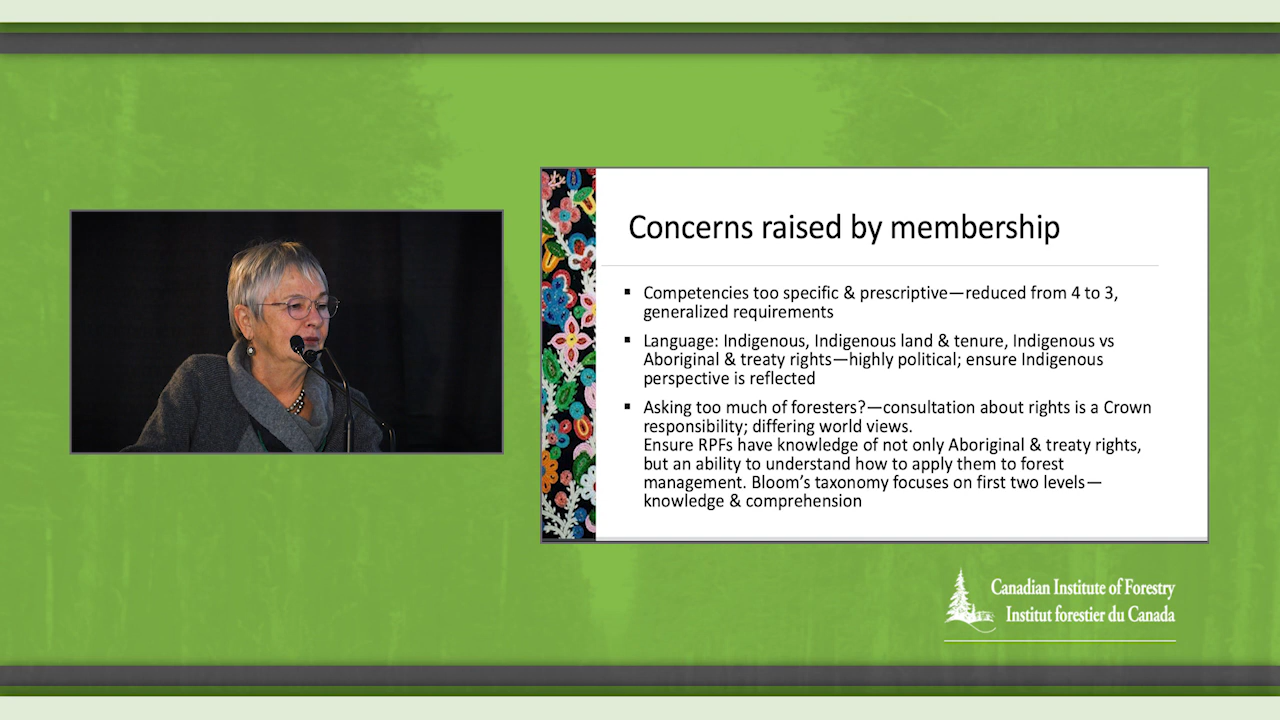 Concerns raised by membership
▪ Competencies too specific & prescriptive—reduced from 4 to 3,
generalized requirements
▪ Language: Indigenous, Indigenous land & tenure, Indigenous vs
Aboriginal & treaty rights—highly political; ensure Indigenous
perspective is reflected
▪ Asking too much of foresters?—consultation about rights is a Crown
responsibility; differing world views.
Ensure RPFs have knowledge of not only Aboriginal & treaty rights,
but an ability to understand how to apply them to forest
management. Bloom’s taxonomy focuses on first two levels—
knowledge & comprehension
Canadian Institute of Forestry
Institut forestier du Canada